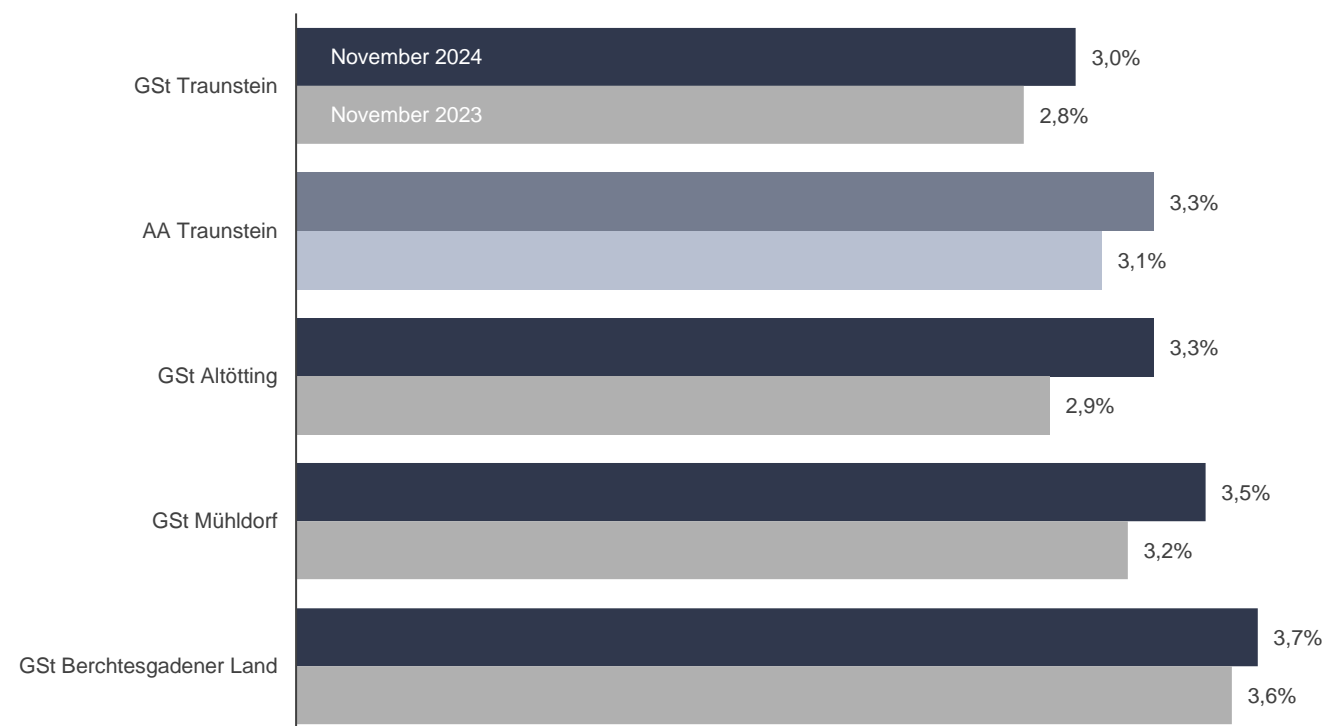 November 2024
3,0%
GSt Traunstein
November 2023
2,8%
3,3%
AA Traunstein
3,1%
3,3%
GSt Altötting
2,9%
3,5%
GSt Mühldorf
3,2%
3,7%
GSt Berchtesgadener Land
3,6%